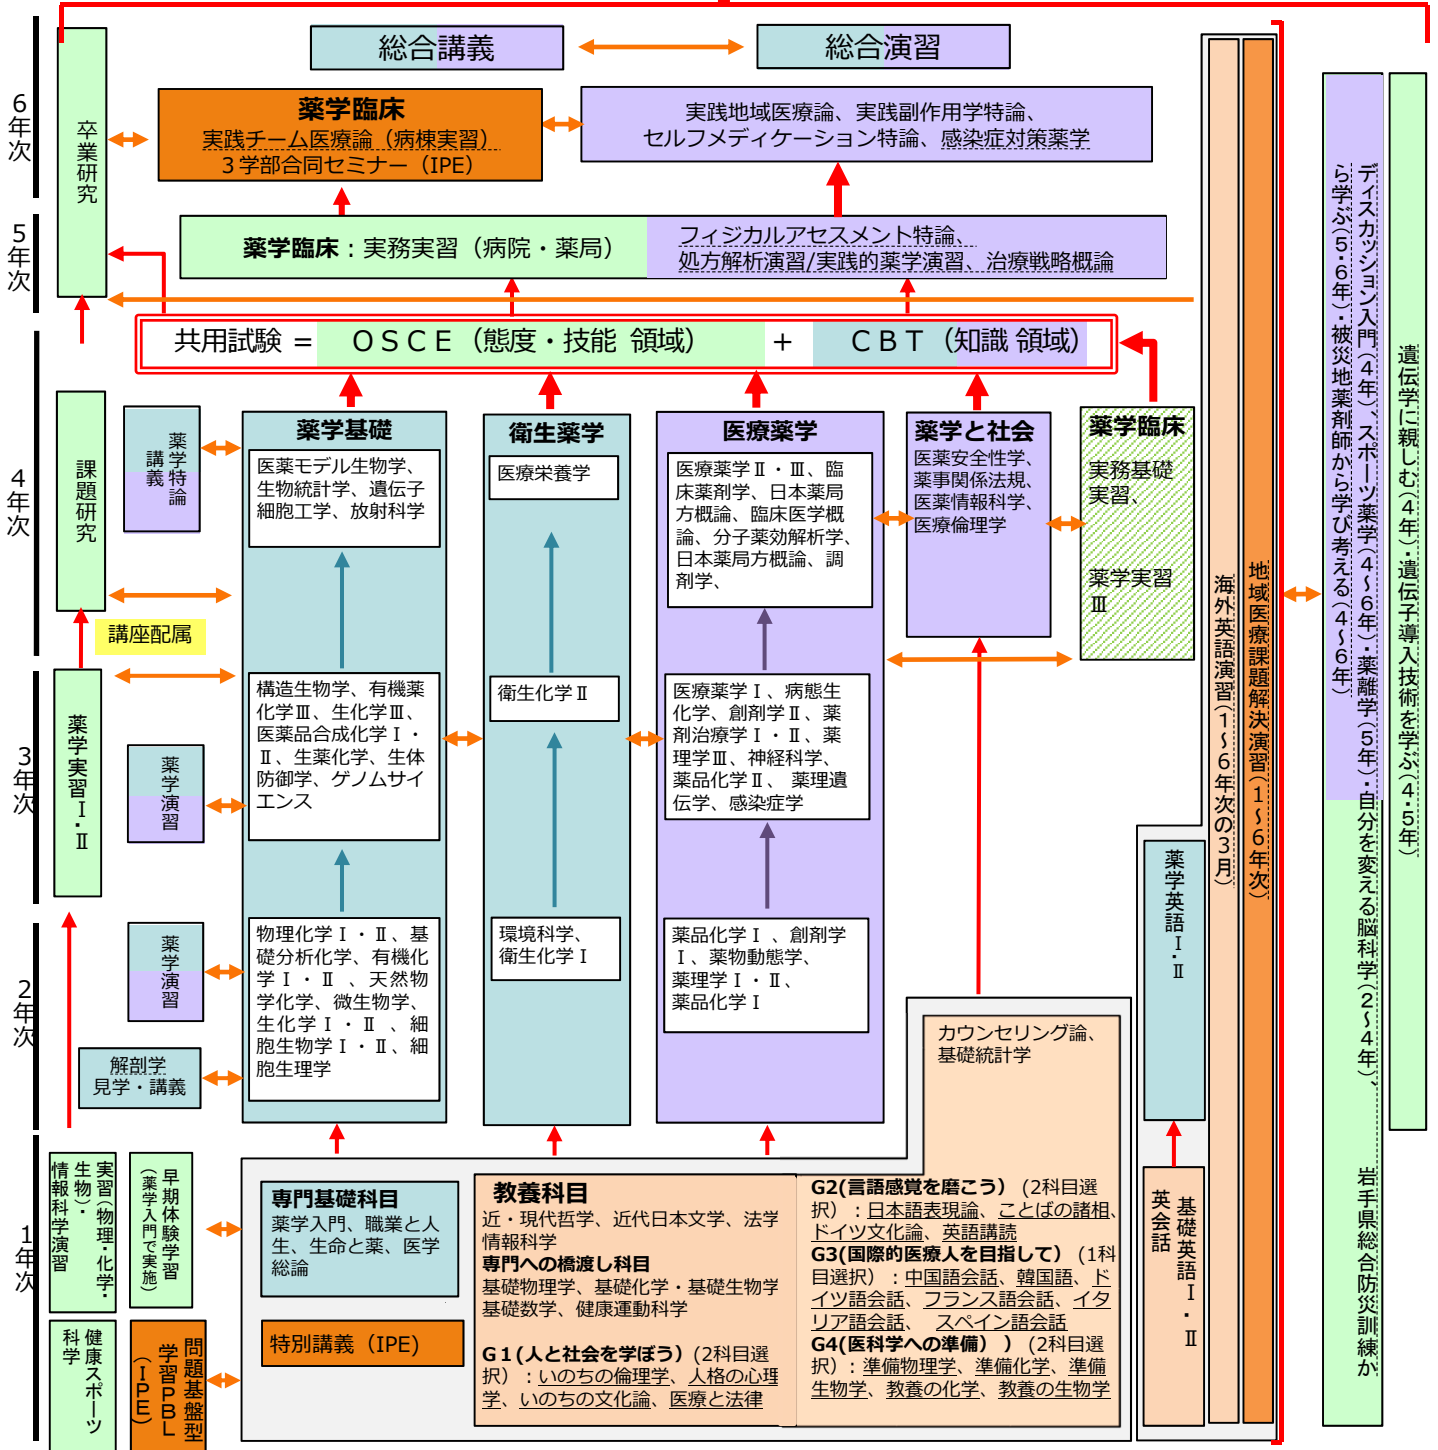 総合講義
総合演習
6年次
卒業研究
薬学臨床
実践チーム医療論（病棟実習）
３学部合同セミナー（IPE）
実践地域医療論、実践副作用学特論、
セルフメディケーション特論、感染症対策薬学
5年次
薬学臨床：実務実習（病院・薬局）
フィジカルアセスメント特論、
処方解析演習/実践的薬学演習、治療戦略概論
共用試験 = ＯＳＣＥ（態度・技能 領域） + ＣＢＴ（知識 領域）
4年次
課題研究
薬学特論
講義
講座配属
薬学基礎
医薬モデル生物学、
生物統計学、遺伝子
細胞工学、放射科学
衛生薬学
医療栄養学
医療薬学
医療薬学Ⅱ・Ⅲ、臨
床薬剤学、日本薬局
方概論、臨床医学概
論、分子薬効解析学、
日本薬局方概論、調
剤学、
薬学と社会
医薬安全性学、
薬事関係法規、
医薬情報科学、
医療倫理学
薬学臨床
実務基礎
実習、
薬学実習
Ⅲ
3年次
薬学実習Ⅰ・Ⅱ
薬学演習
構造生物学、有機薬
化学Ⅲ、生化学Ⅲ、
医薬品合成化学Ⅰ・
Ⅱ、生薬化学、生体
防御学、ゲノムサイ
エンス
衛生化学Ⅱ
医療薬学Ⅰ、病態生
化学、創剤学Ⅱ、薬
剤治療学Ⅰ・Ⅱ、薬
理学Ⅲ、神経科学、
薬品化学Ⅱ、 薬理遺
伝学、感染症学
2年次
薬学演習
解剖学
見学・講義
物理化学Ⅰ・Ⅱ、基
礎分析化学、有機化
学Ⅰ・Ⅱ 、天然物
学化学、微生物学、
生化学Ⅰ・Ⅱ 、細
胞生物学Ⅰ・Ⅱ、細
胞生理学
環境科学、
衛生化学Ⅰ
薬品化学Ⅰ、創剤学
Ⅰ、薬物動態学、
薬理学Ⅰ・Ⅱ、
薬品化学Ⅰ
カウンセリング論、
基礎統計学
1年次
実習（物理・化学・
生物）・
情報科学演習
早期体験学習
（薬学入門で実施）
健康スポーツ
科学
問題基盤型
学習ＰＢＬ
（ＩＰＥ）
専門基礎科目
薬学入門、職業と人
生、生命と薬、医学
総論
特別講義（IPE)
教養科目
近・現代哲学、近代日本文学、法学
情報科学
専門への橋渡し科目
基礎物理学、基礎化学・基礎生物学
基礎数学、健康運動科学
G１(人と社会を学ぼう）(2科目選
択）：いのちの倫理学、人格の心理
学、いのちの文化論、医療と法律
G2(言語感覚を磨こう）(2科目選
択）：日本語表現論、ことばの諸相、
ドイツ文化論、英語講読
G3(国際的医療人を目指して）(1科
目選択）：中国語会話、韓国語、ド
イツ語会話、フランス語会話、イタ
リア語会話、 スペイン語会話
G4(医科学への準備））(2科目選
択）：準備物理学、準備化学、準備
生物学、教養の化学、教養の生物学
薬学英語Ⅰ・Ⅱ
基礎英語Ⅰ・Ⅱ
英会話
海外英語演習（１～６年次の３月）
地域医療課題解決演習（１～６年次）
ディスカッション入門（４年）、スポーツ薬学（４～６年）・薬離学（５年）・自分を変える脳科学（２～４年）、 岩手県総合防災訓練か
ら学ぶ（５・６年）・被災地薬剤師から学び考える（４～６年）
遺伝学に親しむ（４年）・遺伝子導入技術を学ぶ（４・５年）